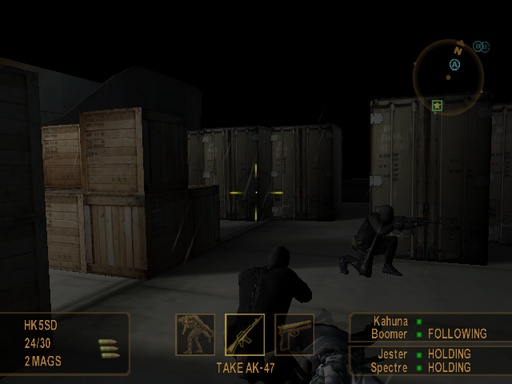 N
A
HK5SD
24/30
2 MAGS
TAKE AK-47
Kahuna
Boomer FOLLOWING
Jester HOLDING
Spectre HOLDING